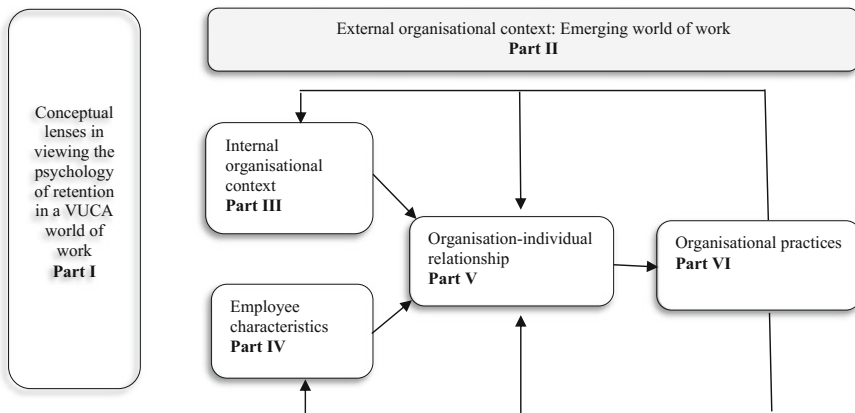 External organisational context: Emerging world of work
Part II
Conceptual
lenses in
viewing the
psychology
of retention
in a VUCA
world of
work
Part I
Internal
organisational
context
Part III
Organisation-individual
relationship
Part V
Organisational practices
Part VI
Employee
characteristics
Part IV